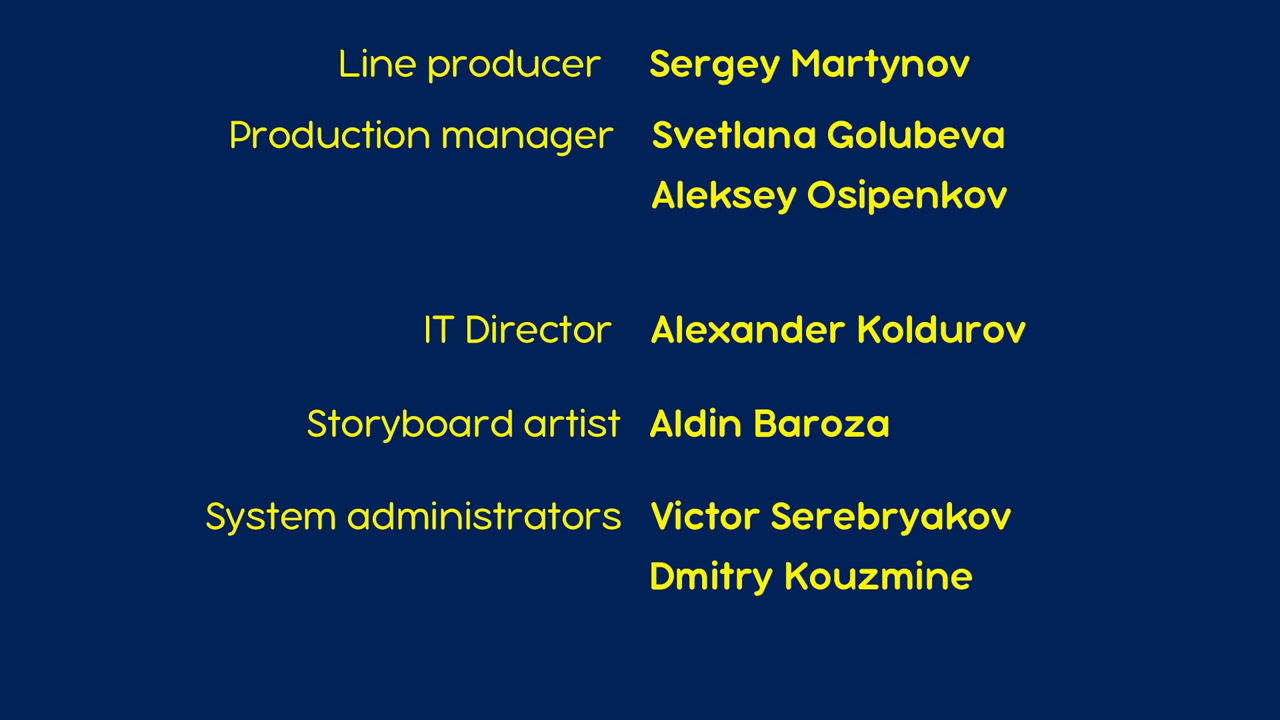 Line producer Sergey Martynov
Production manager Svetlana Golubeva
Aleksey Osipenkov
IT Director Alexander Koldurov
Storyboard artist Aldin Baroza
System administrators Victor Serebryakov
Dmitry Kouzmine